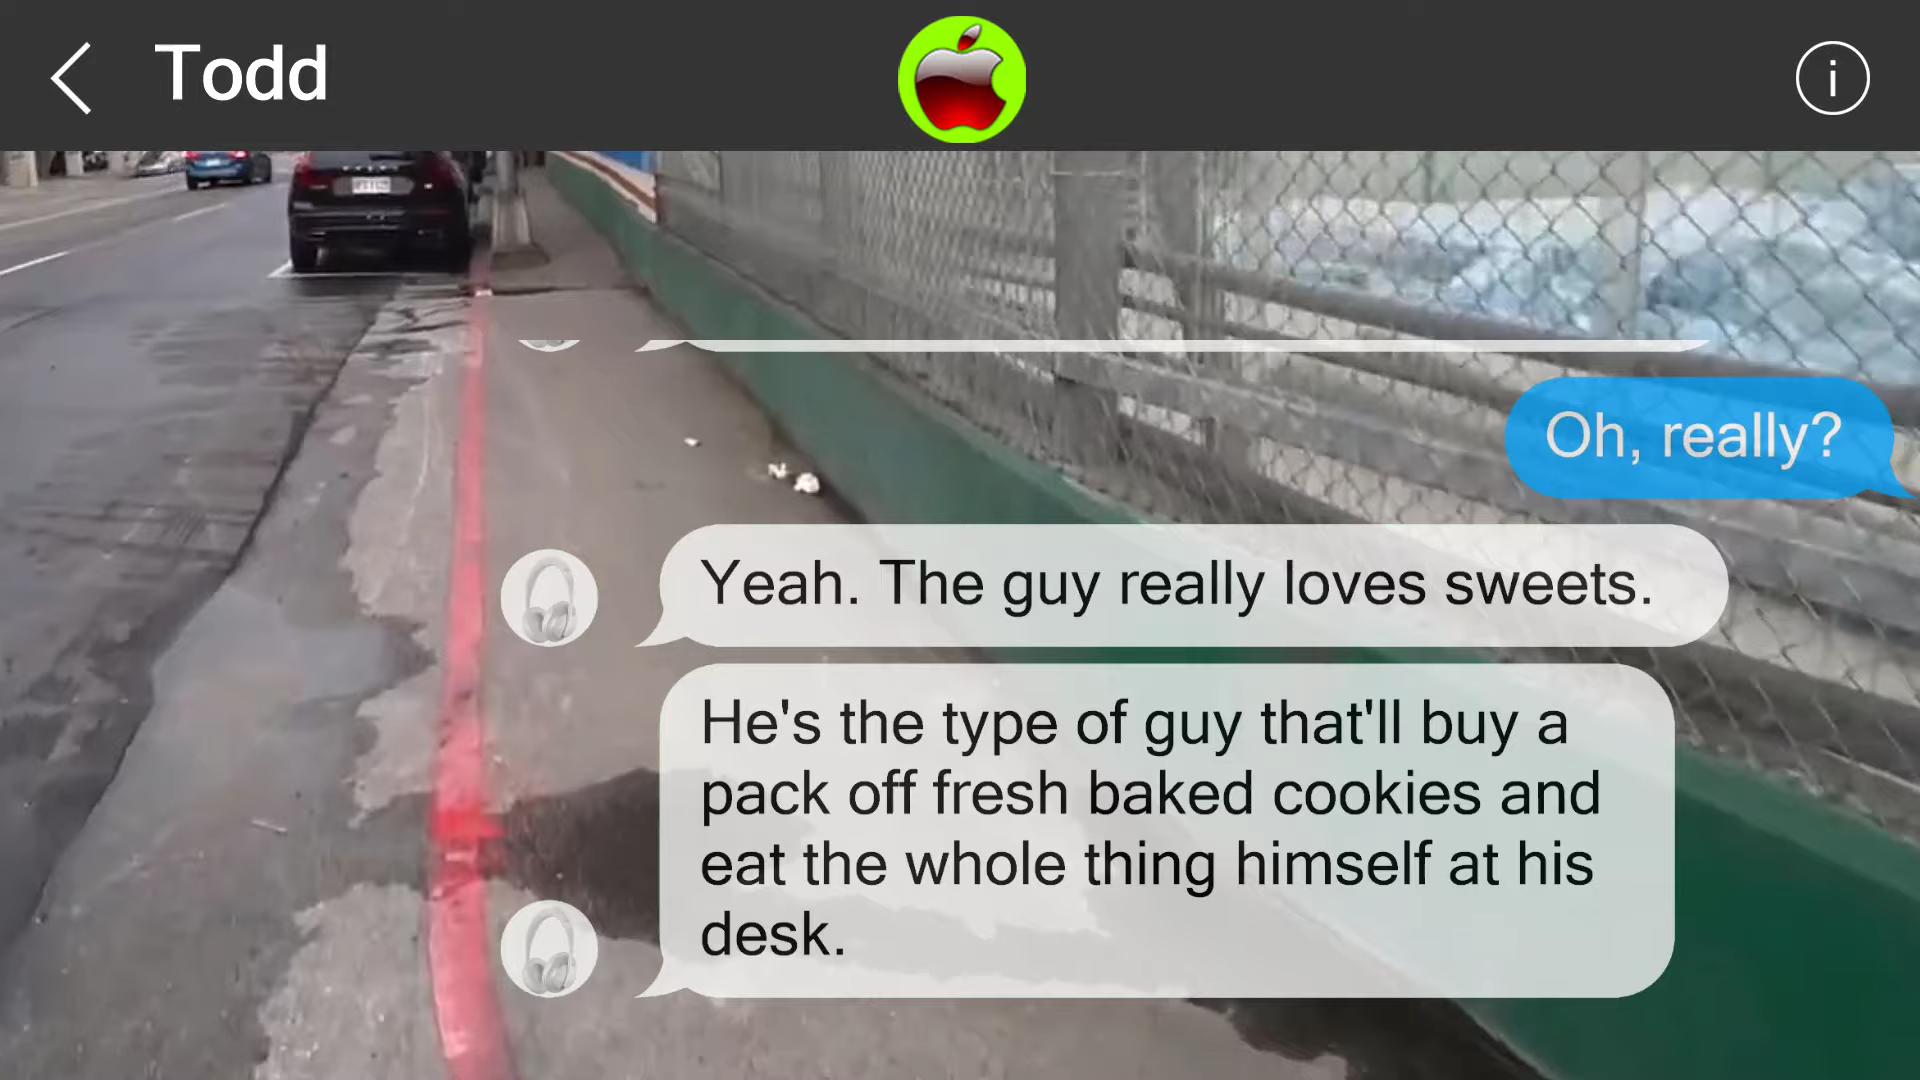 Todd
Oh, really?
Yeah. The guy really loves sweets.
He's the type of guy that'll buy a
pack off fresh baked cookies and
eat the whole thing himself at his
desk.